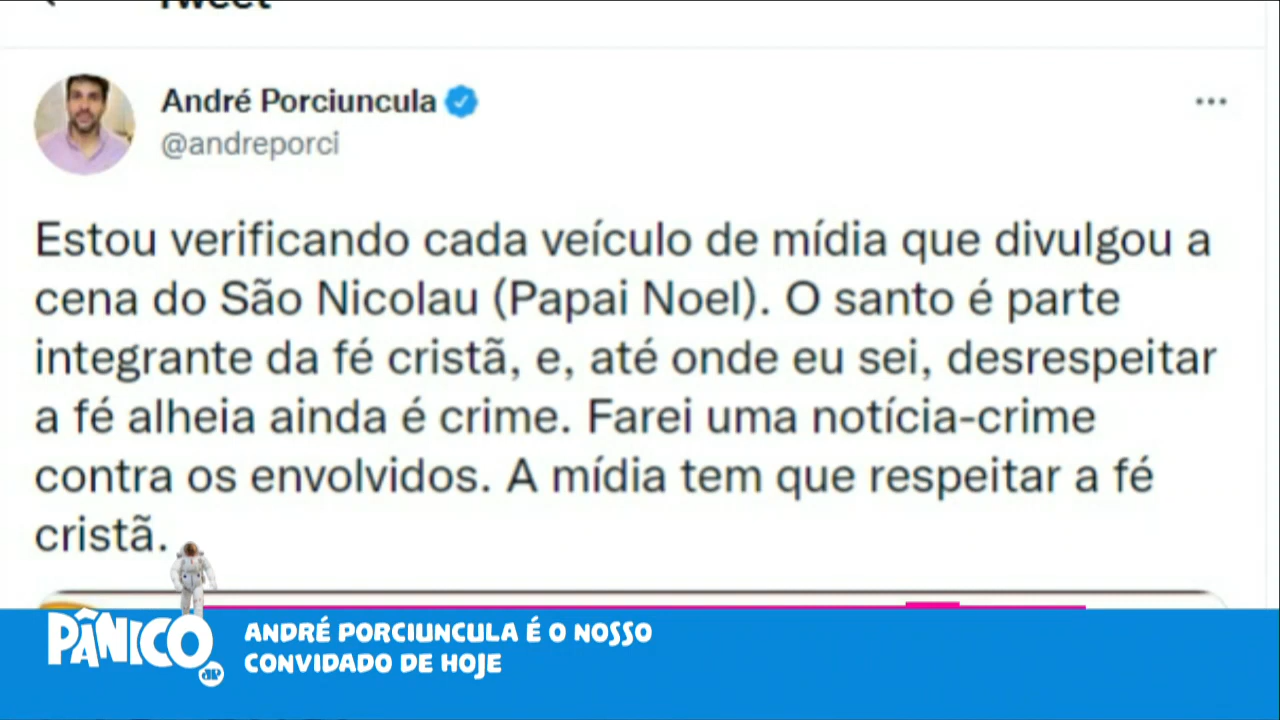 Tweet
André Porciuncula
@andreporci
Estou verificando cada veículo de mídia que divulgou a
cena do São Nicolau (Papai Noel). O santo é parte
integrante da fé cristã, e, até onde eu sei, desrespeitar
a fé alheia ainda é crime. Farei uma notícia-crime
contra os envolvidos. A mídia tem que respeitar a fé
cristã.
PÂNICO
JP
ANDRÉ PORCIUNCULA É O NOSSO
CONVIDADO DE HOJE